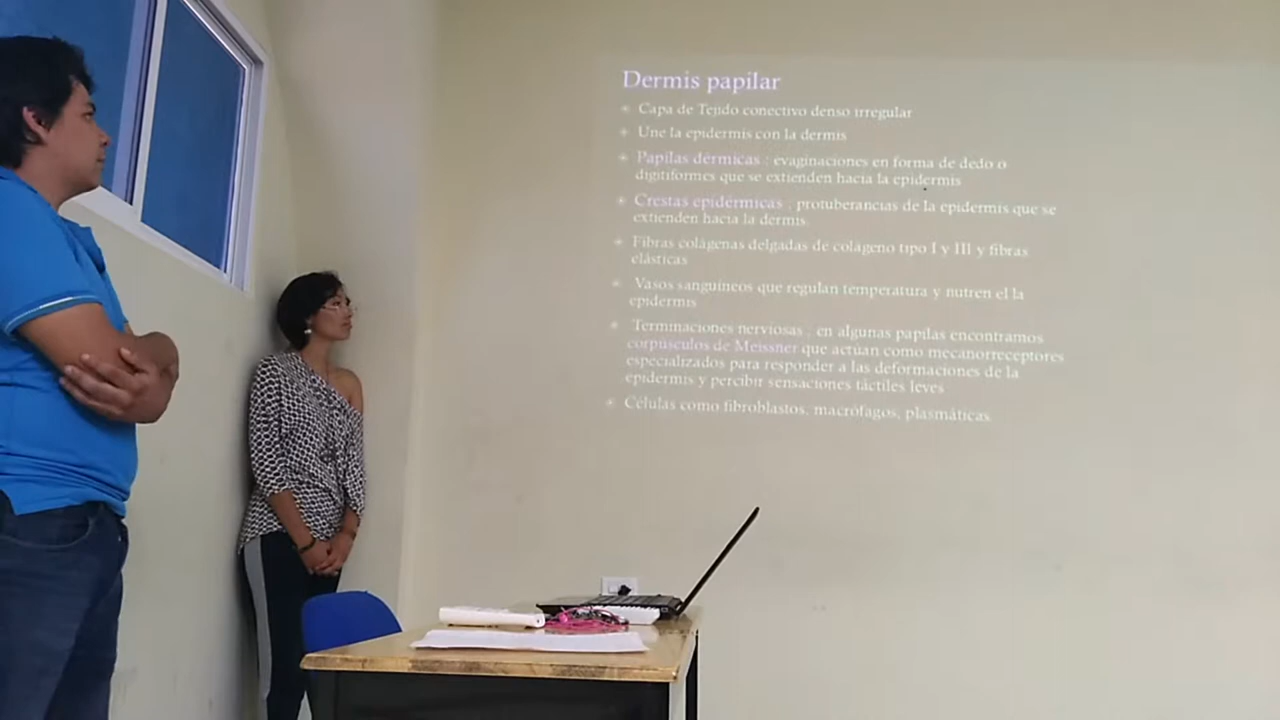 Dermis papilar
Capa de Tejido conectivo denso irregular
Une la epidermis con la dermis
Papilas dérmicas : evaginaciones en forma de dedo o
digitiformes que se extienden hacia la epidermis
Crestas epidérmicas : protuberancias de la epidermis que se
extienden hacia la dermis.
Fibras colágenas delgadas de colágeno tipo I y III y fibras
elásticas
Vasos sanguíneos que regulan temperatura y nutren el la
epidermis
Terminaciones nerviosas : en algunas papilas encontramos
corpúsculos de Meissner que actúan como mecanorreceptores
especializados para responder a las deformaciones de la
epidermis y percibir sensaciones táctiles leves
Células como fibroblastos, macrófagos, plasmáticas.